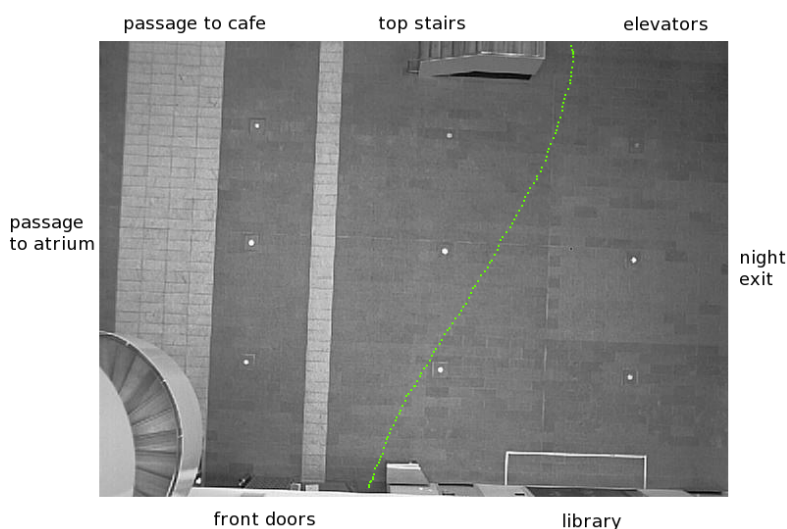 passage to cafe
top stairs
elevators
passage
to atrium
night
exit
front doors
library